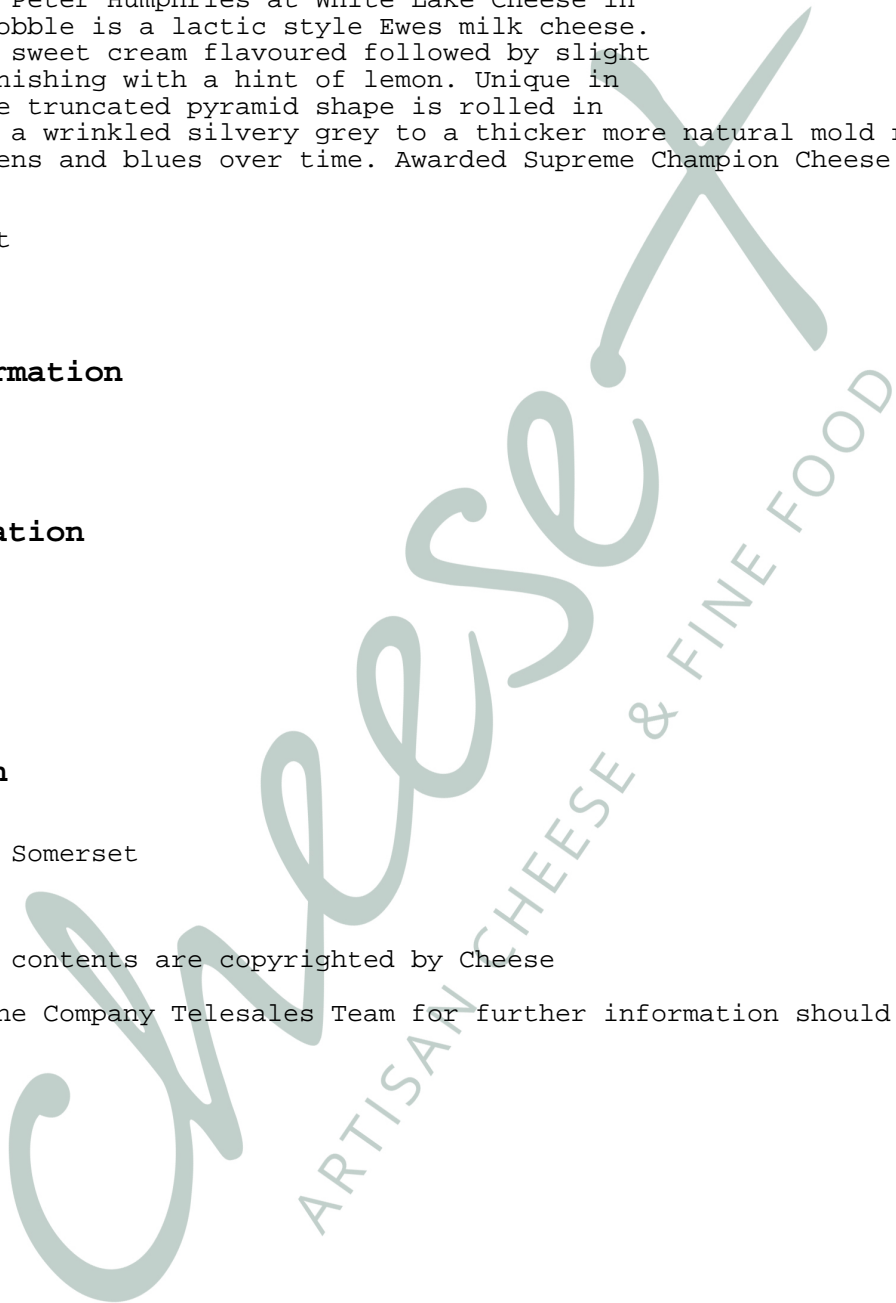 Peter Humphries at White Lake Cheese in
obble is a lactic style Ewes milk cheese.
sweet cream flavoured followed by slight
nishing with a hint of lemon. Unique in
e truncated pyramid shape is rolled in
a wrinkled silvery grey to a thicker more natural mold
ens and blues over time. Awarded Supreme Champion Cheese
t
rmation
ation
n
Somerset
contents are copyrighted by Cheese
he Company Telesales Team for further information should
cheese+
ARTISAN CHEESE & FINE FOOD